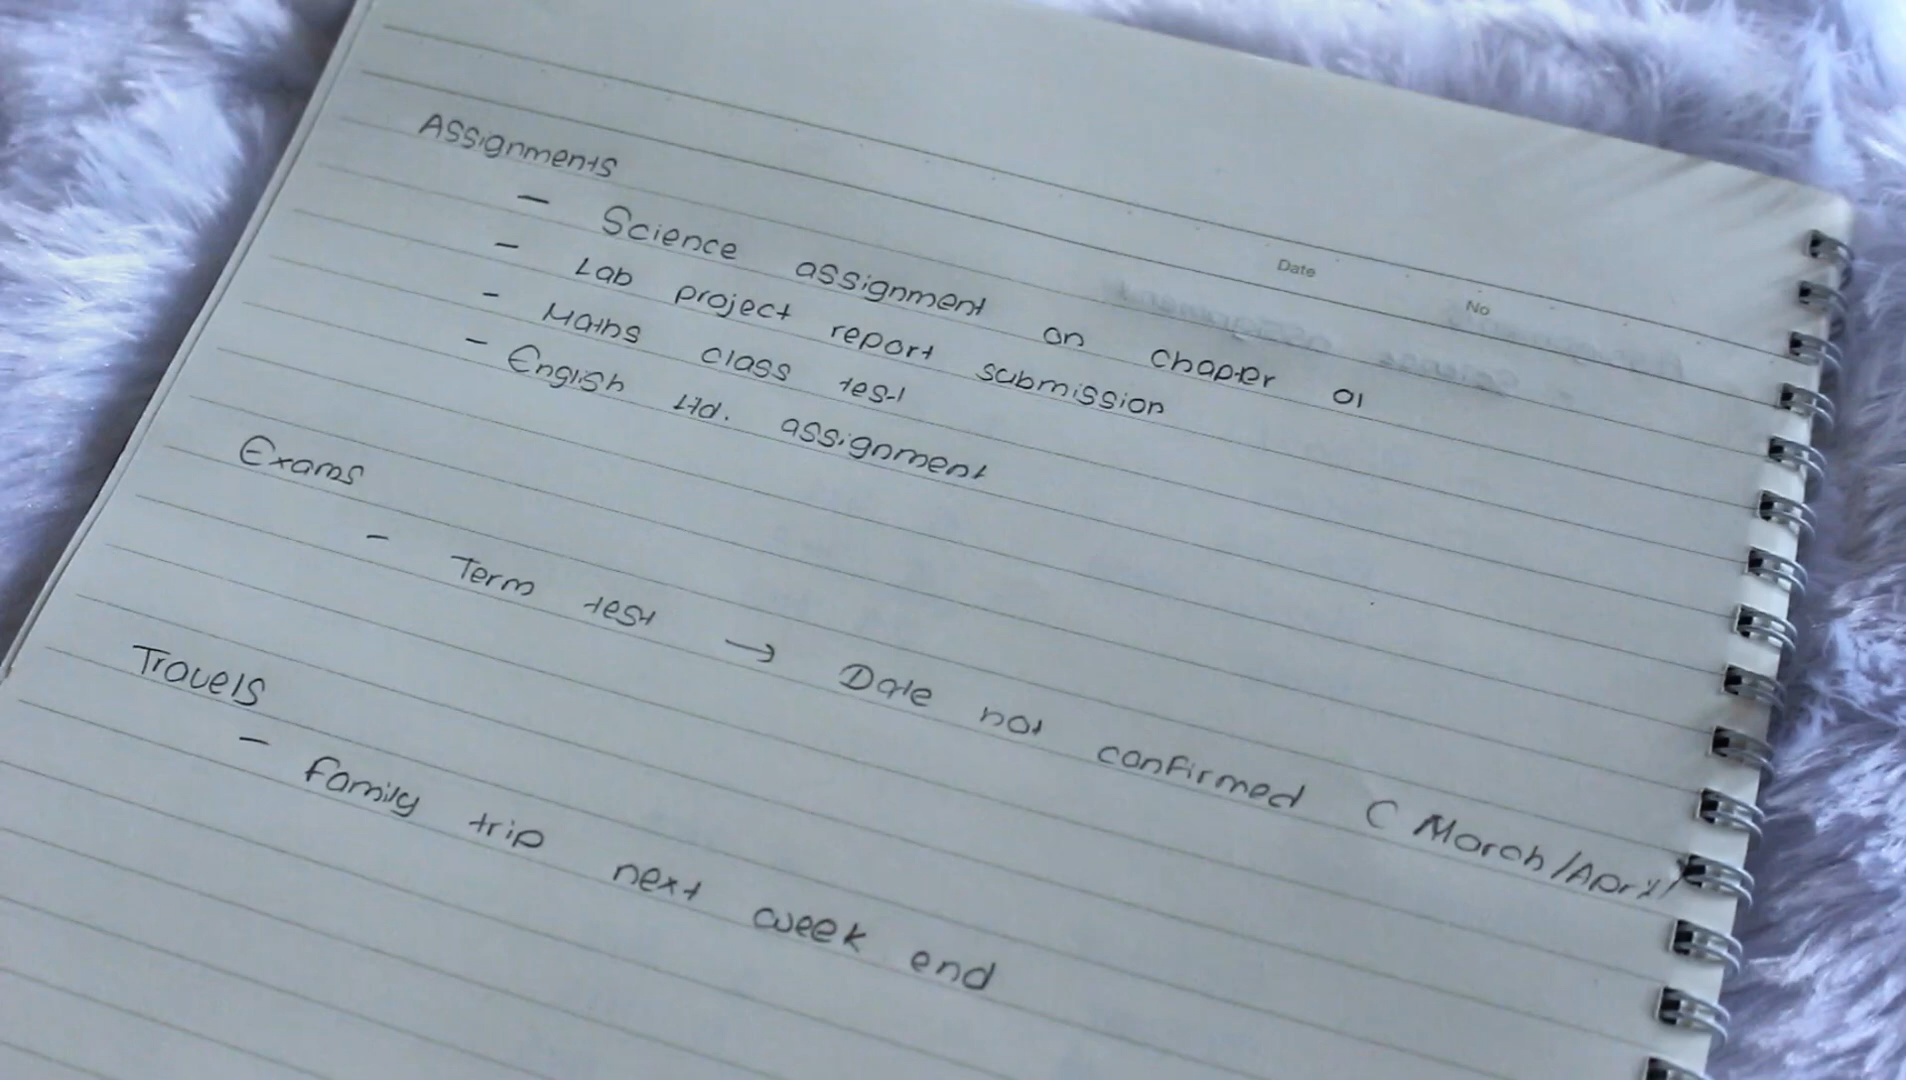 Date
No
Assignments
- Science assignment on Chapter 01
- Lab project report submission
- Maths class test
- English Ltd. assignment
Exams
- Term test → Date not confirmed (March/April)
Travels
- Family trip next week end